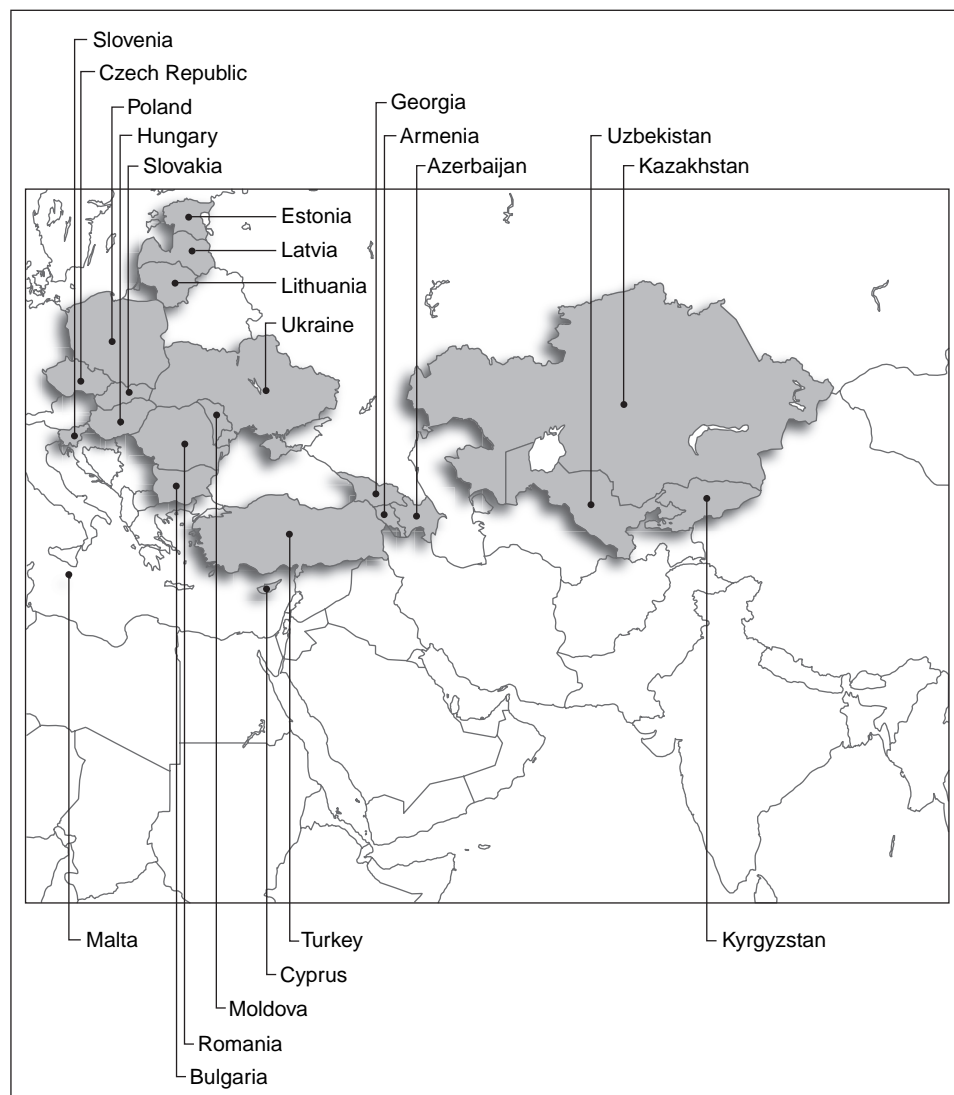 Slovenia
Czech Republic
Poland
Georgia
Hungary
Armenia
Uzbekistan
Slovakia
Azerbaijan
Kazakhstan
Estonia
Latvia
Lithuania
Ukraine
Malta
Turkey
Kyrgyzstan
Cyprus
Moldova
Romania
Bulgaria